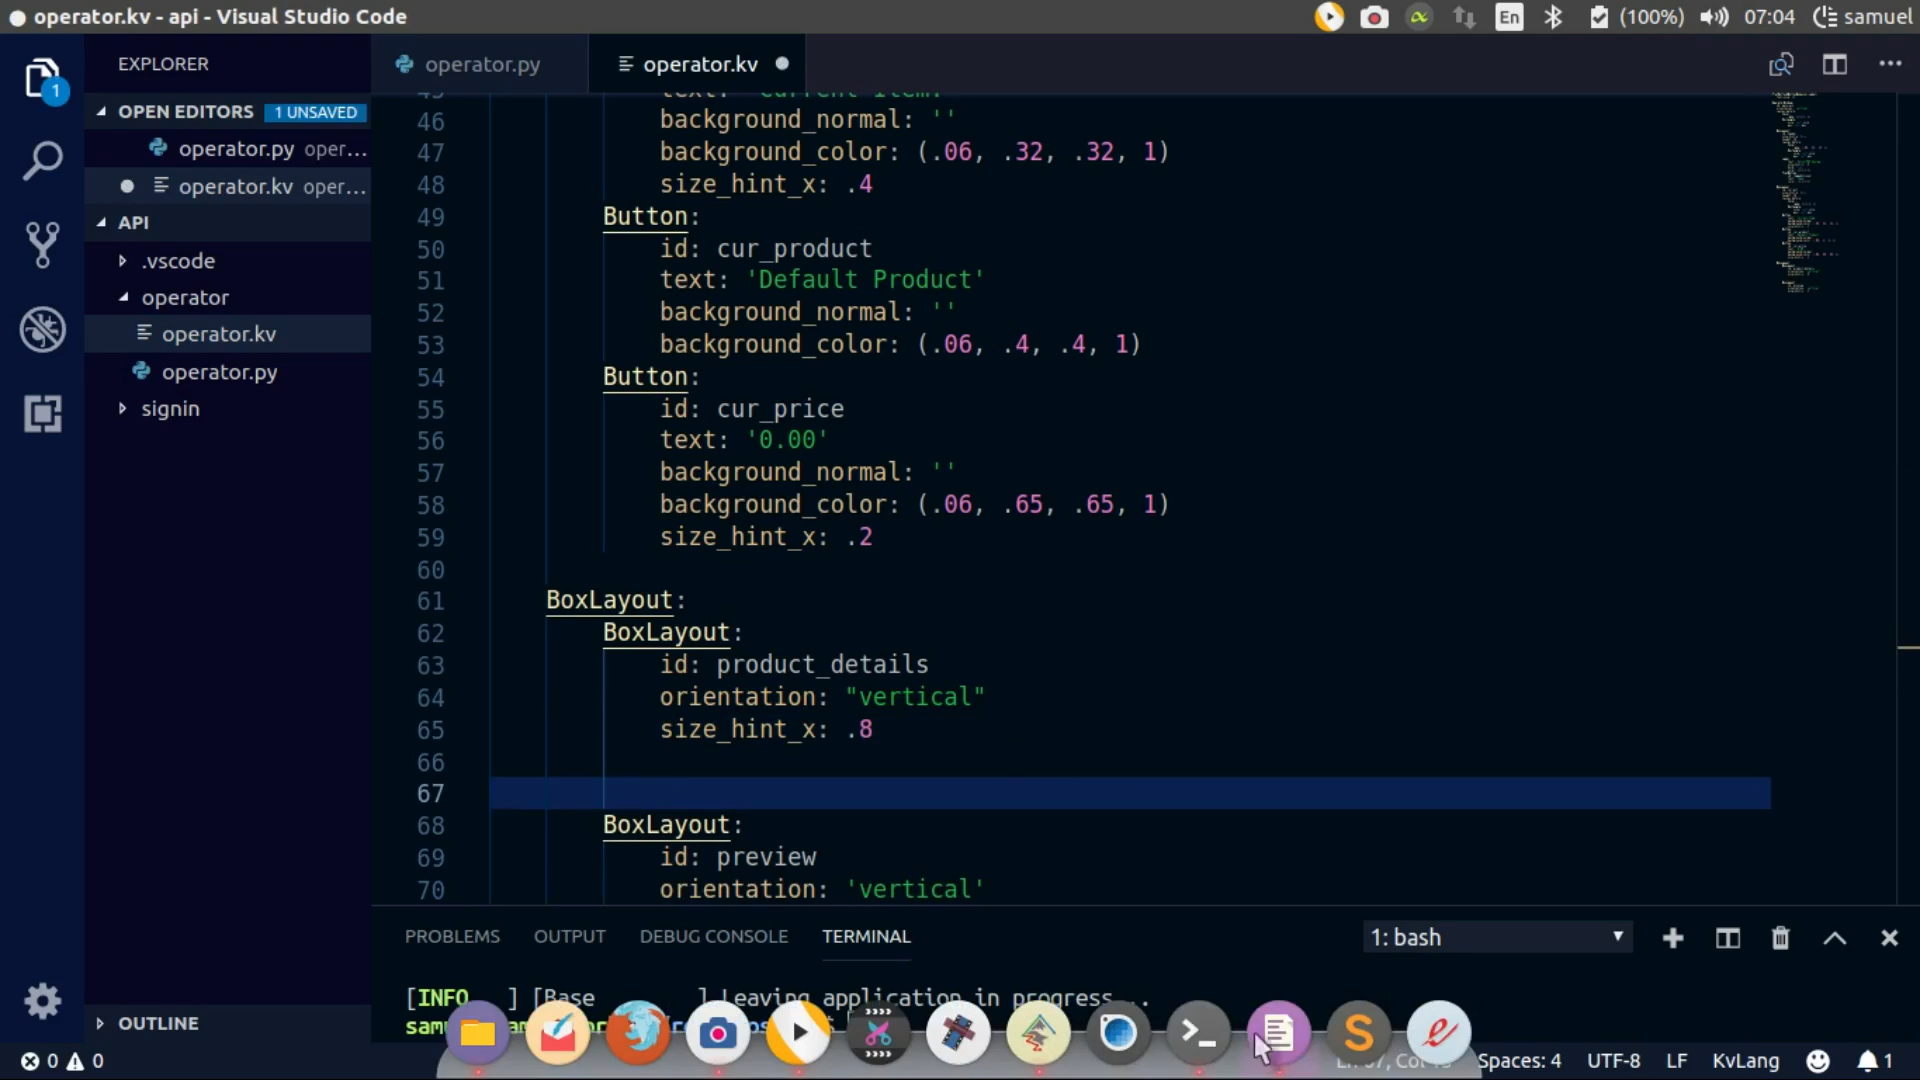 operator.kv - api - Visual Studio Code
En
(100%)
07:04
samuel
1
EXPLORER
operator.py
operator.kv
OPEN EDITORS 1 UNSAVED
operator.py oper...
operator.kv oper...
API
.vscode
operator
operator.kv
operator.py
signin
OUTLINE
46 background_normal: ''
47 background_color: (.06, .32, .32, 1)
48 size_hint_x: .4
49 Button:
50 id: cur_product
51 text: 'Default Product'
52 background_normal: ''
53 background_color: (.06, .4, .4, 1)
54 Button:
55 id: cur_price
56 text: '0.00'
57 background_normal: ''
58 background_color: (.06, .65, .65, 1)
59 size_hint_x: .2
60
61 BoxLayout:
62 BoxLayout:
63 id: product_details
64 orientation: "vertical"
65 size_hint_x: .8
66
67
68 BoxLayout:
69 id: preview
70 orientation: 'vertical'
PROBLEMS OUTPUT DEBUG CONSOLE TERMINAL
1: bash
[INFO ] [Base ] Leaving application in progress...
0 0
Spaces: 4
UTF-8
LF
KvLang
1